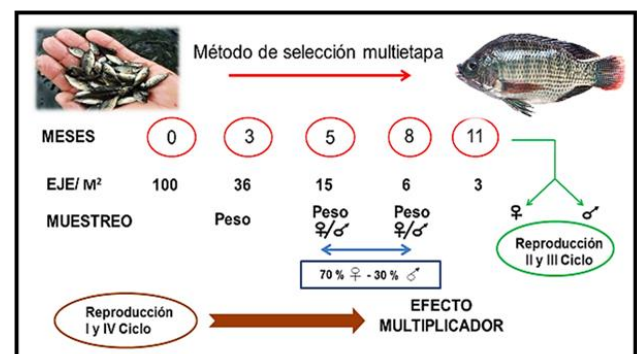 Método de selección multietapa
MESES 0 3 5 8 11
EJE/ M² 100 36 15 6 3
MUESTREO Peso Peso Peso
♀/♂ ♀/♂
♀ ♂
70 % ♀ - 30 % ♂
Reproducción
II y III Ciclo
Reproducción
I y IV Ciclo
EFECTO
MULTIPLICADOR